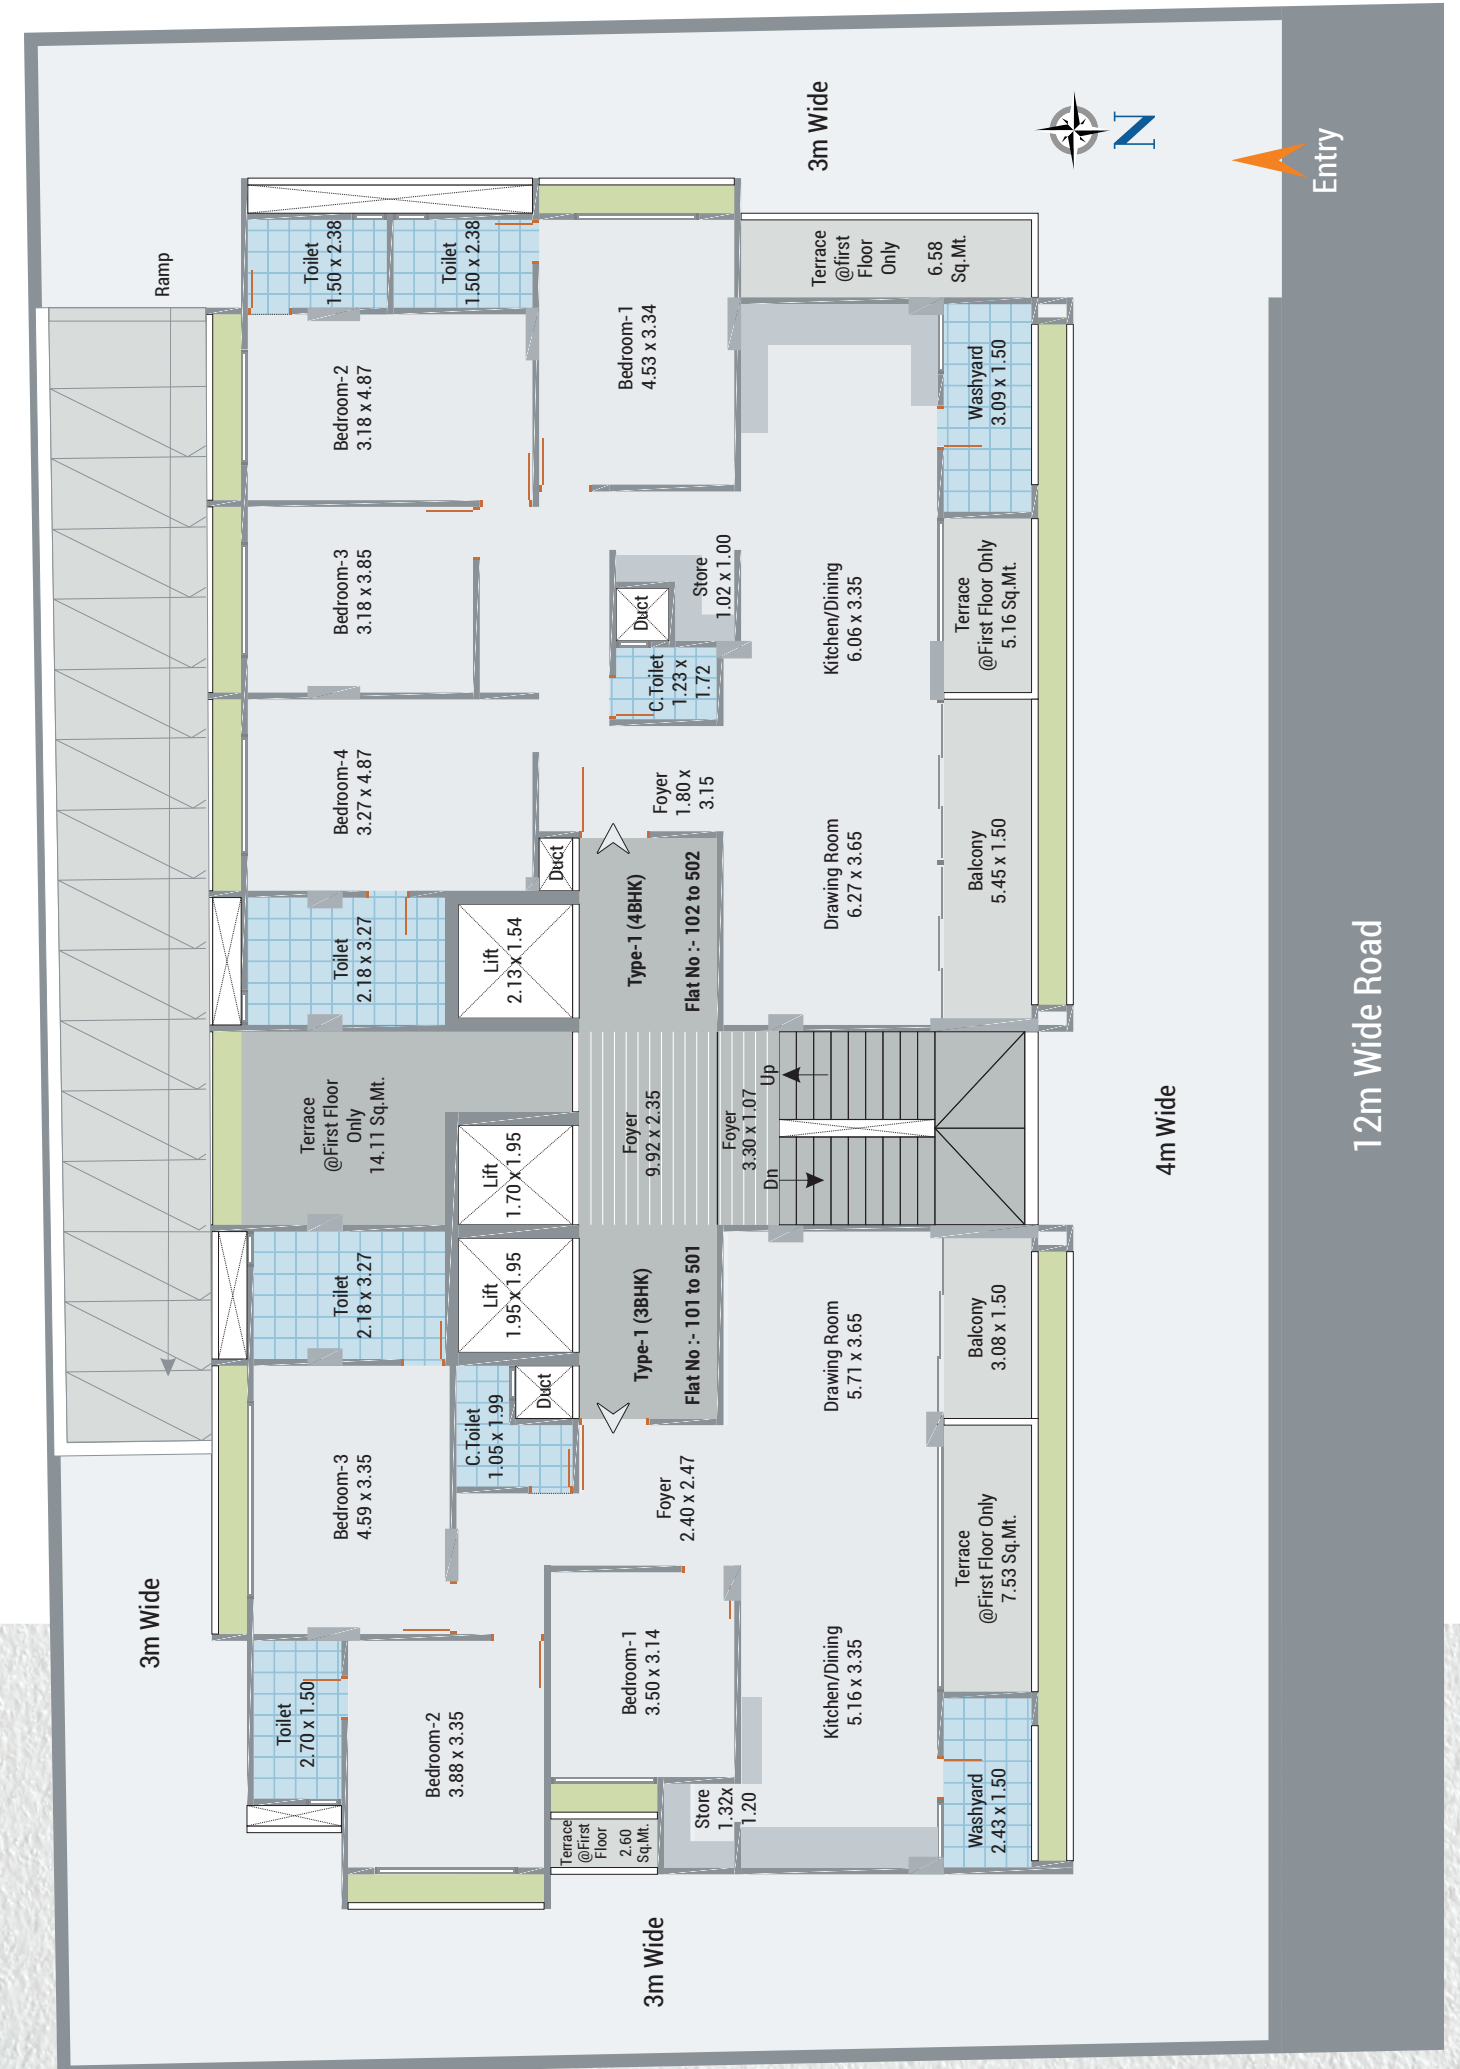 3m Wide
N
Entry
Ramp
Toilet
1.50 x 2.38
Toilet
1.50 x 2.38
Terrace
@first
Floor
Only
6.58
Sq.Mt.
Bedroom-2
3.18 x 4.87
Bedroom-1
4.53 x 3.34
Washyard
3.09 x 1.50
Bedroom-3
3.18 x 3.85
Duct
Store
1.02 x 1.00
Kitchen/Dining
6.06 x 3.35
Terrace
@First Floor Only
5.16 Sq.Mt.
C.Toilet
1.23 x
1.72
Bedroom-4
3.27 x 4.87
Foyer
1.80 x
3.15
Duct
Drawing Room
6.27 x 3.65
Balcony
5.45 x 1.50
Toilet
2.18 x 3.27
Lift
2.13 x 1.54
Type-1 (4BHK)
Flat No :- 102 to 502
12m Wide Road
Terrace
@First Floor
Only
14.11 Sq.Mt.
Lift
1.70 x 1.95
Foyer
9.92 x 2.35
Foyer
3.30 x 1.07
Up
Dn
4m Wide
Toilet
2.18 x 3.27
Lift
1.95 x 1.95
Type-1 (3BHK)
Flat No :- 101 to 501
Drawing Room
5.71 x 3.65
Balcony
3.08 x 1.50
Duct
C.Toilet
1.05 x 1.99
Bedroom-3
4.59 x 3.35
Foyer
2.40 x 2.47
Terrace
@First Floor Only
7.53 Sq.Mt.
3m Wide
Toilet
2.70 x 1.50
Bedroom-2
3.88 x 3.35
Bedroom-1
3.50 x 3.14
Kitchen/Dining
5.16 x 3.35
Terrace
@First
Floor
2.60
Sq.Mt.
Store
1.32x
1.20
Washyard
2.43 x 1.50
3m Wide